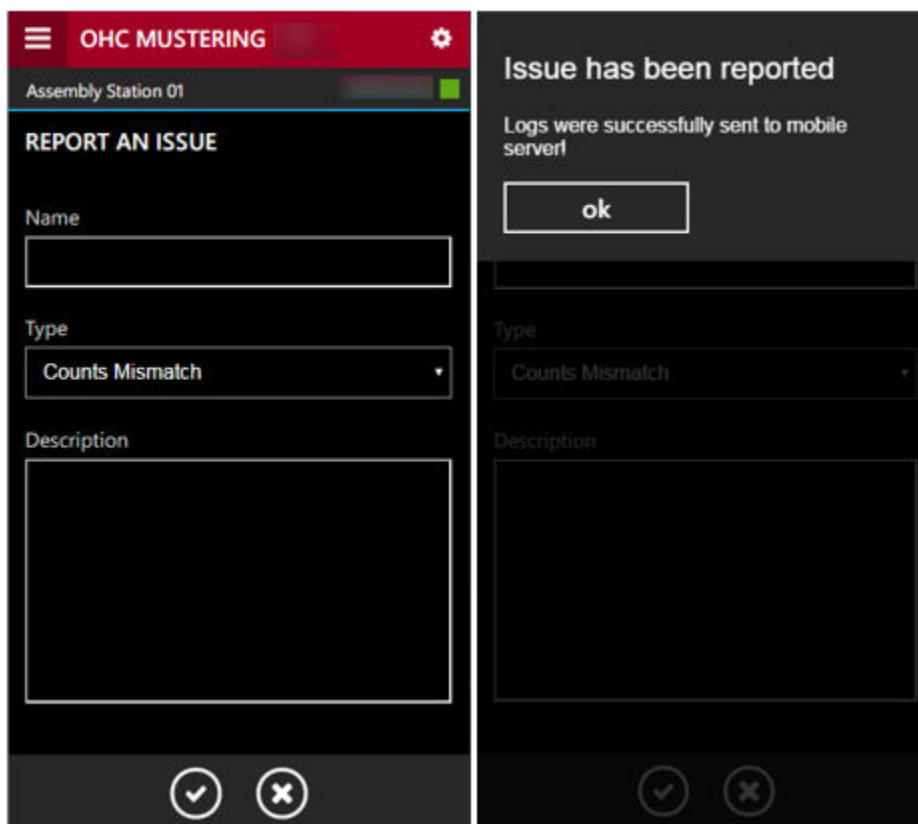 OHC MUSTERING
Assembly Station 01
REPORT AN ISSUE
Name
Type
Counts Mismatch
Description
Issue has been reported
Logs were successfully sent to mobile
server!
ok
Type
Counts Mismatch
Description